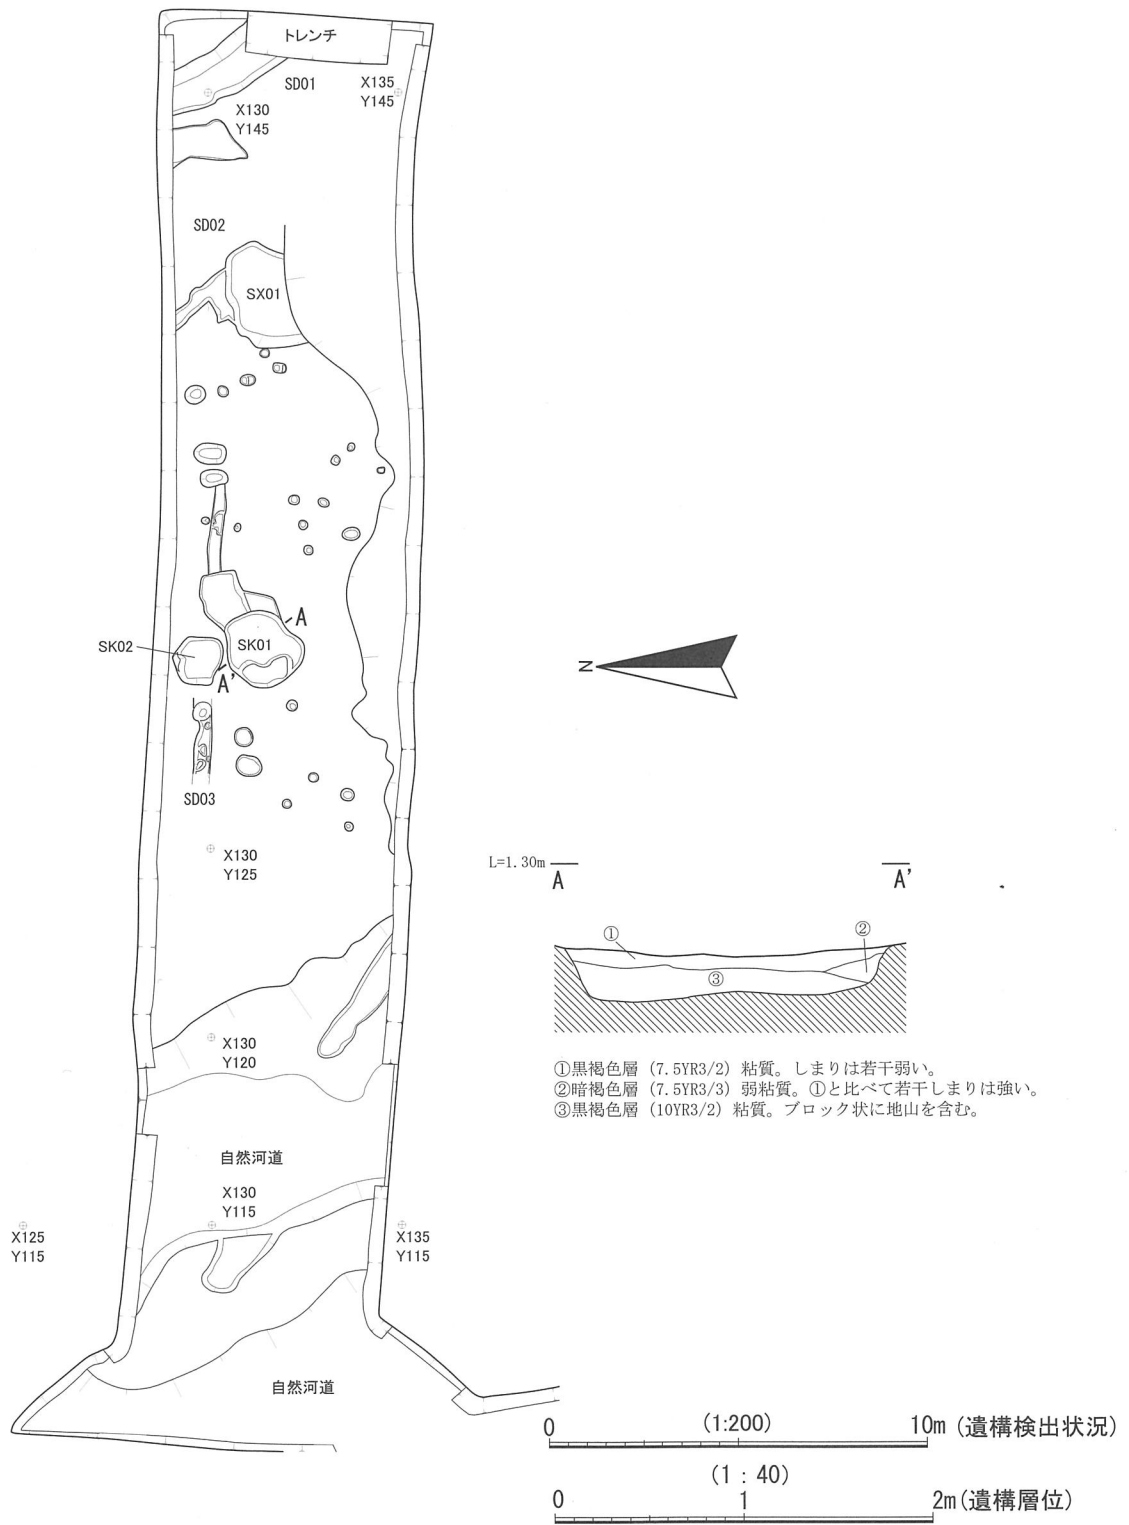 トレンチ
SD01
X135
Y145
X130
Y145
SD02
SX01
A
SK01
SK02
A'
SD03
N
X130
Y125
L=1.30m
A
A'
①
②
③
①黒褐色層（7.5YR3/2）粘質。しまりは若干弱い。
②暗褐色層（7.5YR3/3）弱粘質。①と比べて若干しまりは強い。
③黒褐色層（10YR3/2）粘質。ブロック状に地山を含む。
X130
Y120
自然河道
X130
Y115
X125
Y115
X135
Y115
自然河道
0 (1:200) 10m (遺構検出状況)
(1：40)
0 1 2m(遺構層位)